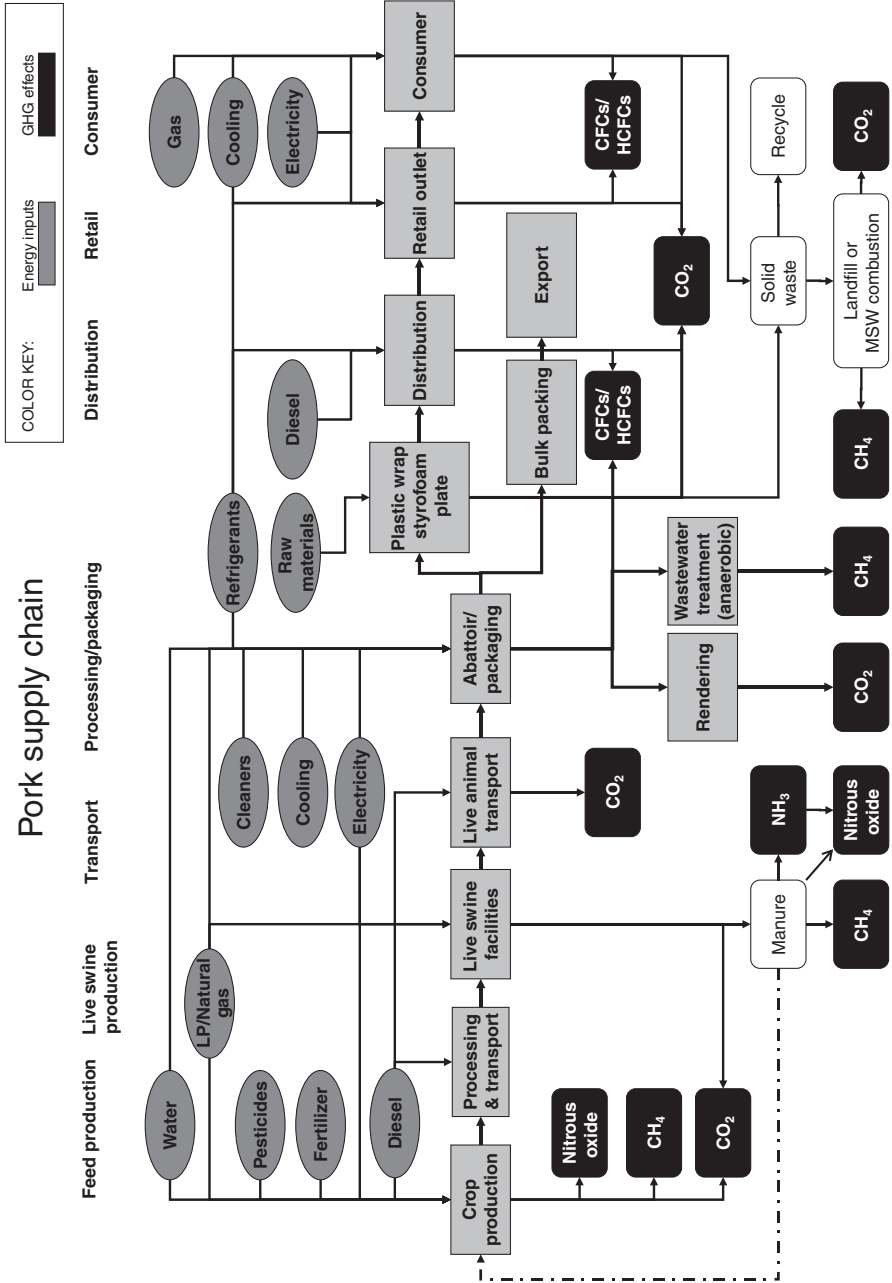 Pork supply chain
COLOR KEY:
Energy inputs
GHG effects
Feed production
Live swine
production
Transport
Processing/packaging
Distribution
Retail
Consumer
Water
LP/Natural
gas
Pesticides
Fertilizer
Diesel
Cleaners
Cooling
Electricity
Refrigerants
Raw
materials
Diesel
Gas
Cooling
Electricity
Crop
production
Processing
& transport
Live swine
facilities
Live animal
transport
Abattoir/
packaging
Plastic wrap
styrofoam
plate
Distribution
Retail outlet
Consumer
Bulk packing
Export
Nitrous
oxide
CH4
CO2
CO2
CFCs/
HCFCs
CFCs/
HCFCs
CO2
Rendering
Wastewater
treatment
(anaerobic)
Manure
NH3
Nitrous
oxide
CH4
CO2
CH4
Solid
waste
Recycle
Landfill or
MSW combustion
CH4
CO2